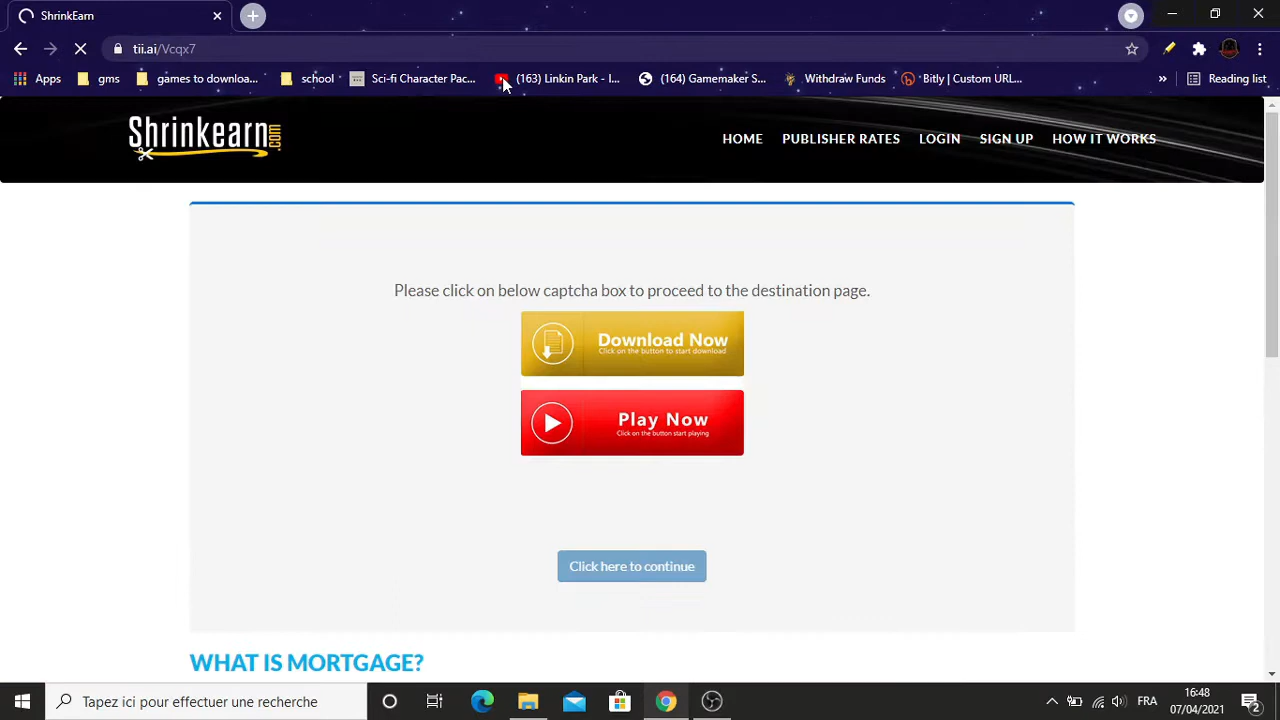 ShrinkEarn
tii.ai/Vcqx7
Apps gms games to downloa... school Sci-fi Character Pac... (163) Linkin Park - I... (164) Gamemaker S... Withdraw Funds Bitly | Custom URL... » Reading list
Shrinkearn.com HOME PUBLISHER RATES LOGIN SIGN UP HOW IT WORKS
Please click on below captcha box to proceed to the destination page.
Download Now
Click on the button to start download
Play Now
Click on the button start playing
Click here to continue
WHAT IS MORTGAGE?
Tapez ici pour effectuer une recherche
FRA
16:48
07/04/2021
2